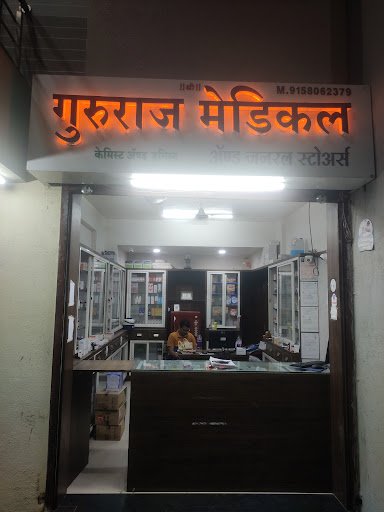 ॥श्री॥
M.9158062379
गुरुराज मेडिकल
केमिस्ट अ‍ॅण्ड ड्रगिस्ट
अ‍ॅण्ड जनरल स्टोअर्स